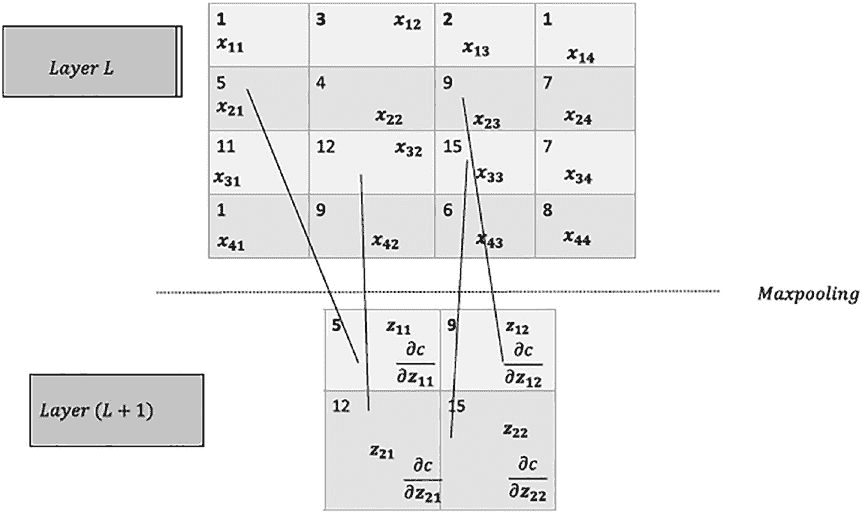 Layer L
1 3 x₁₂ 2 1
x₁₁ x₁₃ x₁₄
5 4 9 7
x₂₁ x₂₂ x₂₃ x₂₄
11 12 x₃₂ 15 7
x₃₁ x₃₃ x₃₄
1 9 6 8
x₄₁ x₄₂ x₄₃ x₄₄
Maxpooling
5 z₁₁ 9 z₁₂
∂c/∂z₁₁ ∂c/∂z₁₂
Layer (L + 1)
12 15
z₂₁ z₂₂
∂c/∂z₂₁ ∂c/∂z₂₂